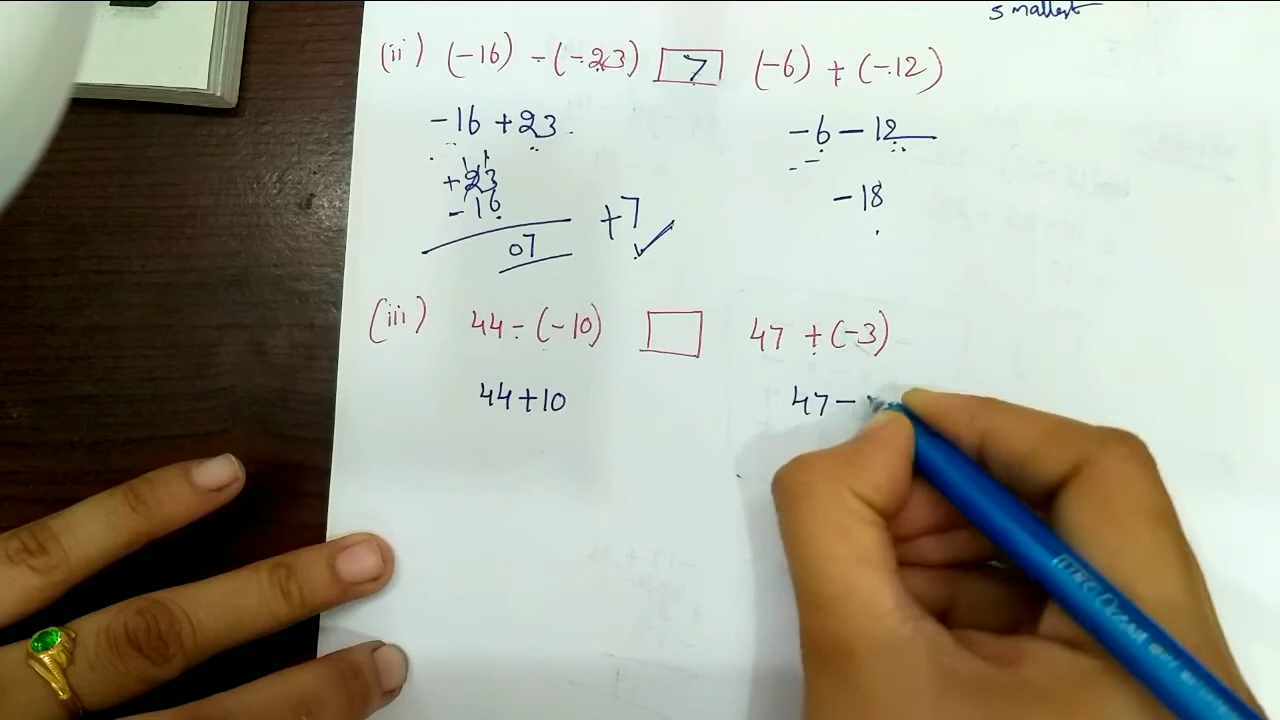 smallest
(ii) (-16) - (-23) > (-6) + (-12)
-16 + 23 -6 - 12
+23
-16 -18
07 +7 ✓
(iii) 44 - (-10) 47 + (-3)
44+10 47 -